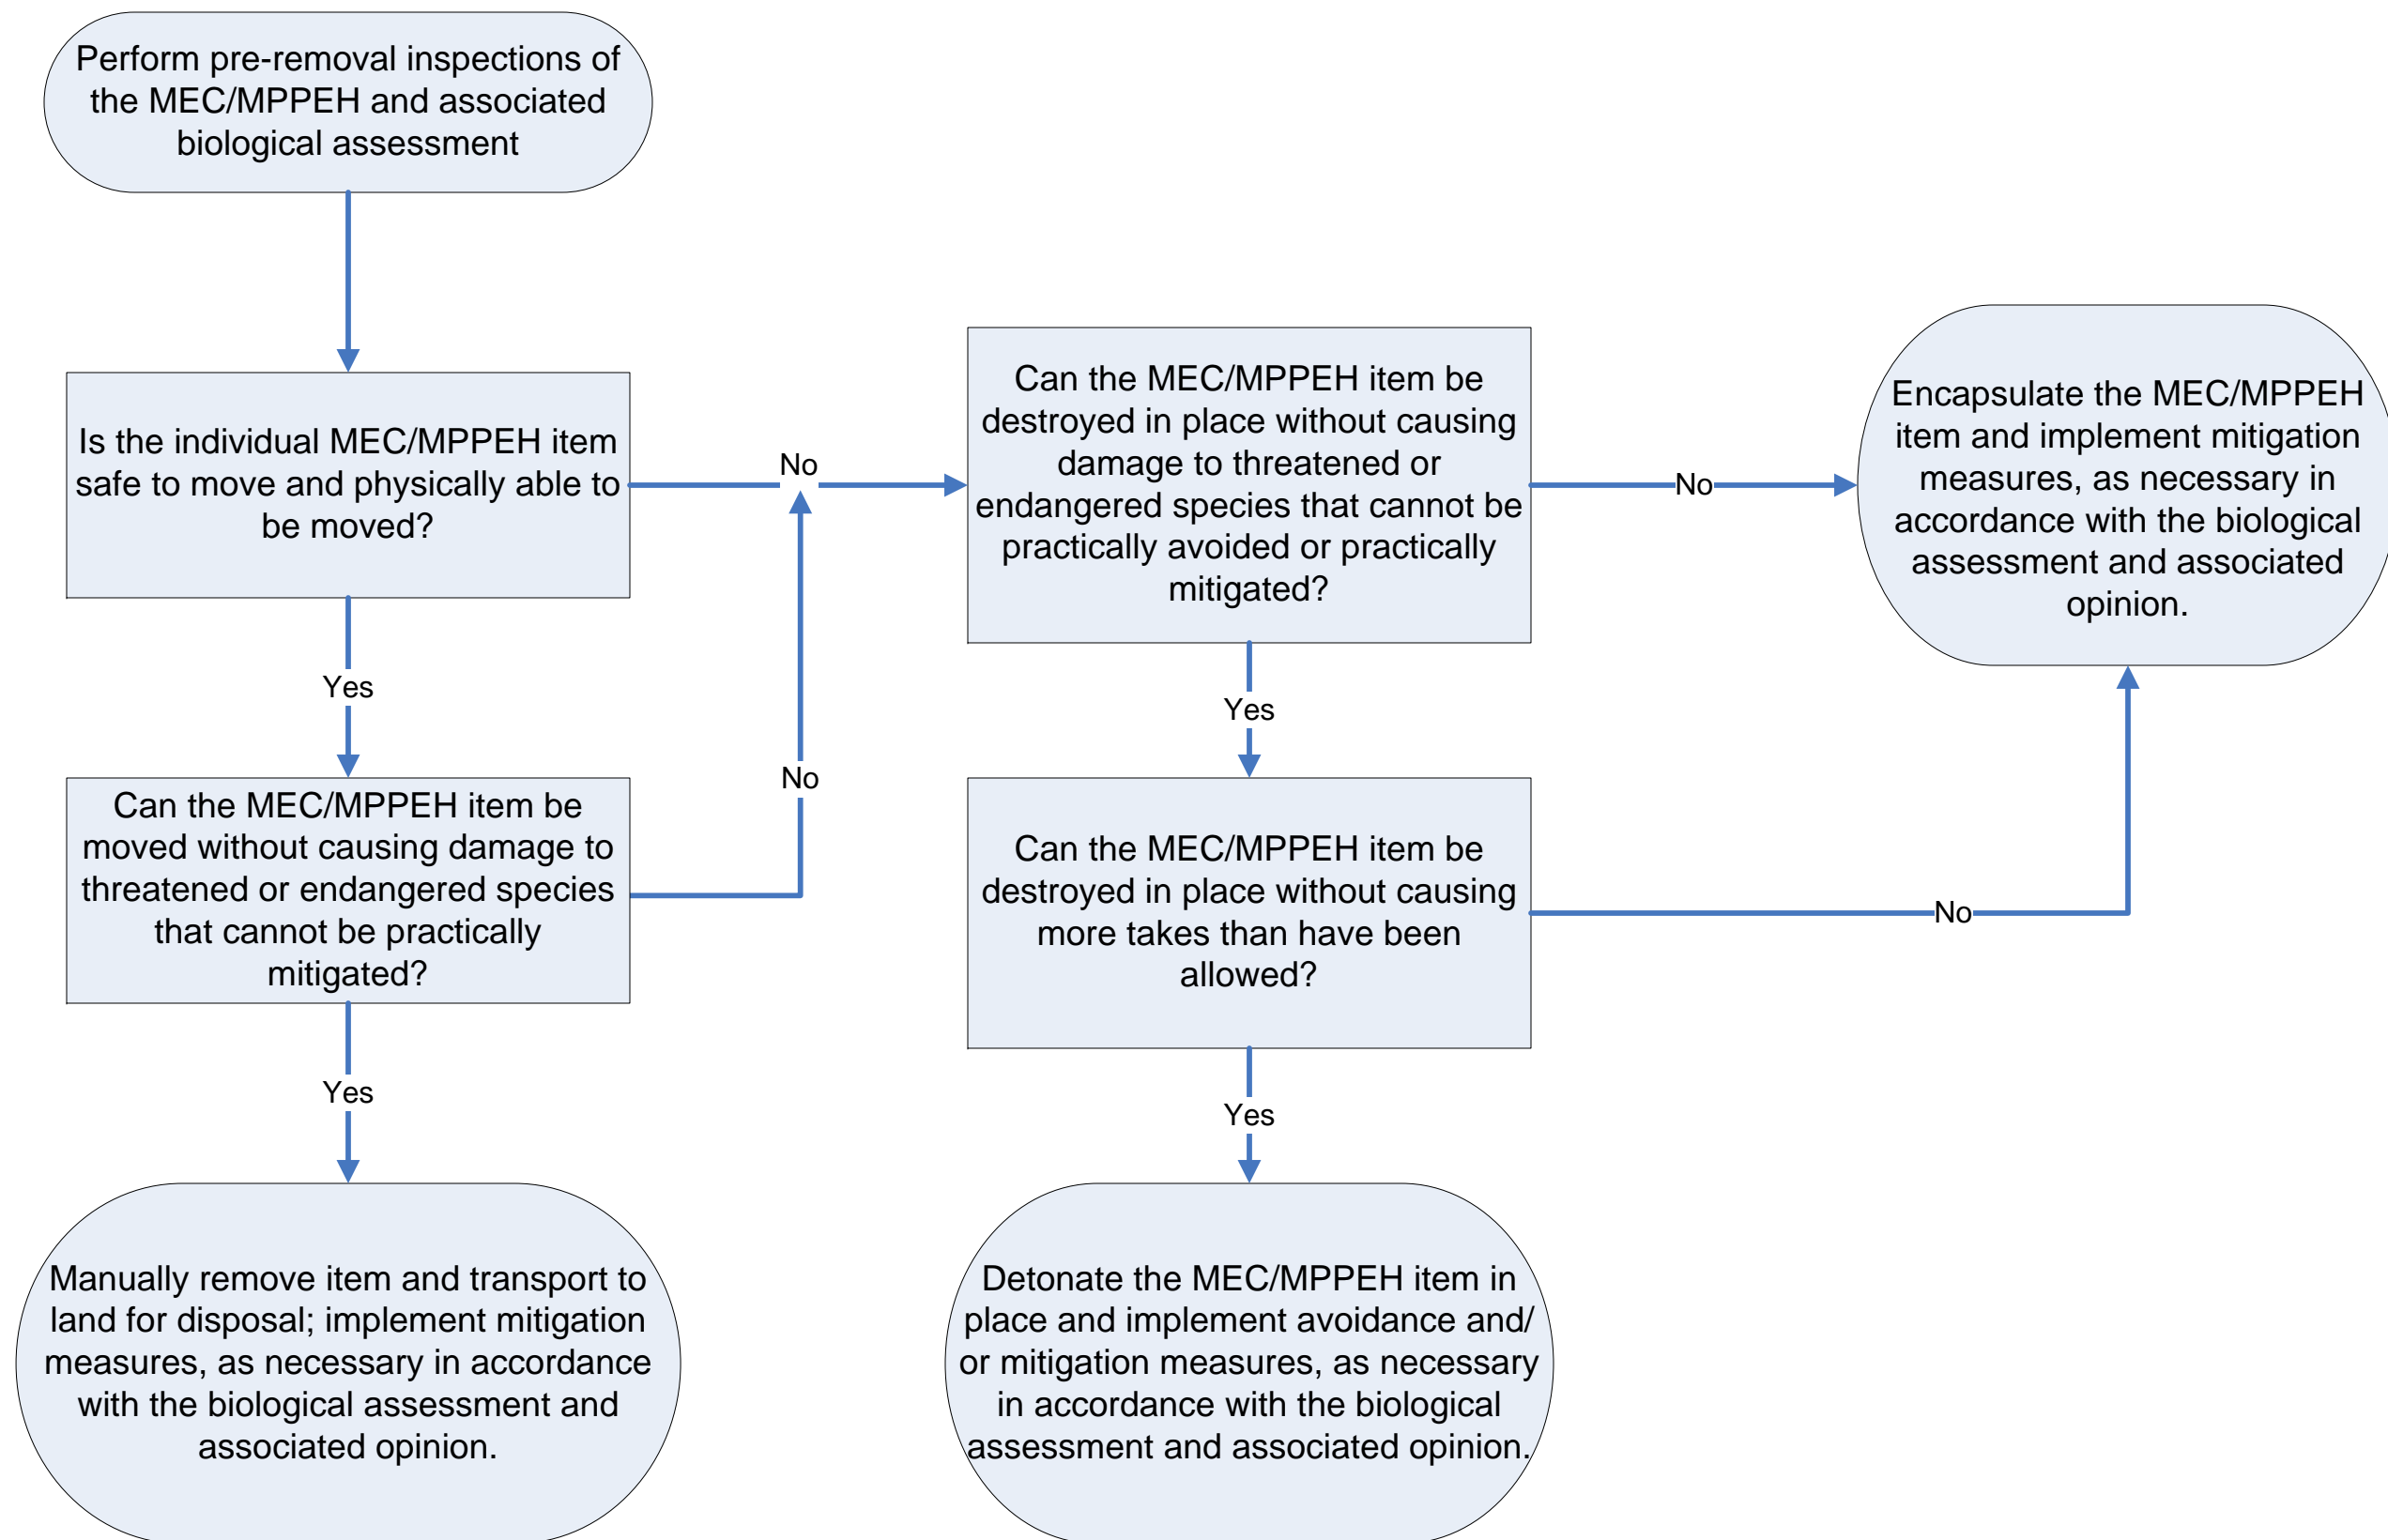 Perform pre-removal inspections of
the MEC/MPPEH and associated
biological assessment
Is the individual MEC/MPPEH item
safe to move and physically able to
be moved?
No
Yes
Can the MEC/MPPEH item be
moved without causing damage to
threatened or endangered species
that cannot be practically
mitigated?
No
Yes
Manually remove item and transport to
land for disposal; implement mitigation
measures, as necessary in accordance
with the biological assessment and
associated opinion.
Can the MEC/MPPEH item be
destroyed in place without causing
damage to threatened or
endangered species that cannot be
practically avoided or practically
mitigated?
No
Yes
Can the MEC/MPPEH item be
destroyed in place without causing
more takes than have been
allowed?
No
Yes
Detonate the MEC/MPPEH item in
place and implement avoidance and/
or mitigation measures, as necessary
in accordance with the biological
assessment and associated opinion.
Encapsulate the MEC/MPPEH
item and implement mitigation
measures, as necessary in
accordance with the biological
assessment and associated
opinion.